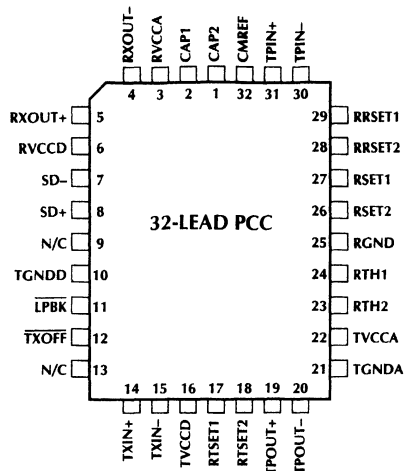 RXOUT–
RVCCA
CAP1
CAP2
CMREF
TPIN+
TPIN–
4 3 2 1 32 31 30
RXOUT+ 5
RVCCD 6
SD– 7
SD+ 8
N/C 9
TGNDD 10
LPBK 11
TXOFF 12
N/C 13
32-LEAD PCC
29 RRSET1
28 RRSET2
27 RSET1
26 RSET2
25 RGND
24 RTH1
23 RTH2
22 TVCCA
21 TGNDA
14 15 16 17 18 19 20
TXIN+
TXIN–
TVCCD
RTSET1
RTSET2
TPOUT+
TPOUT–